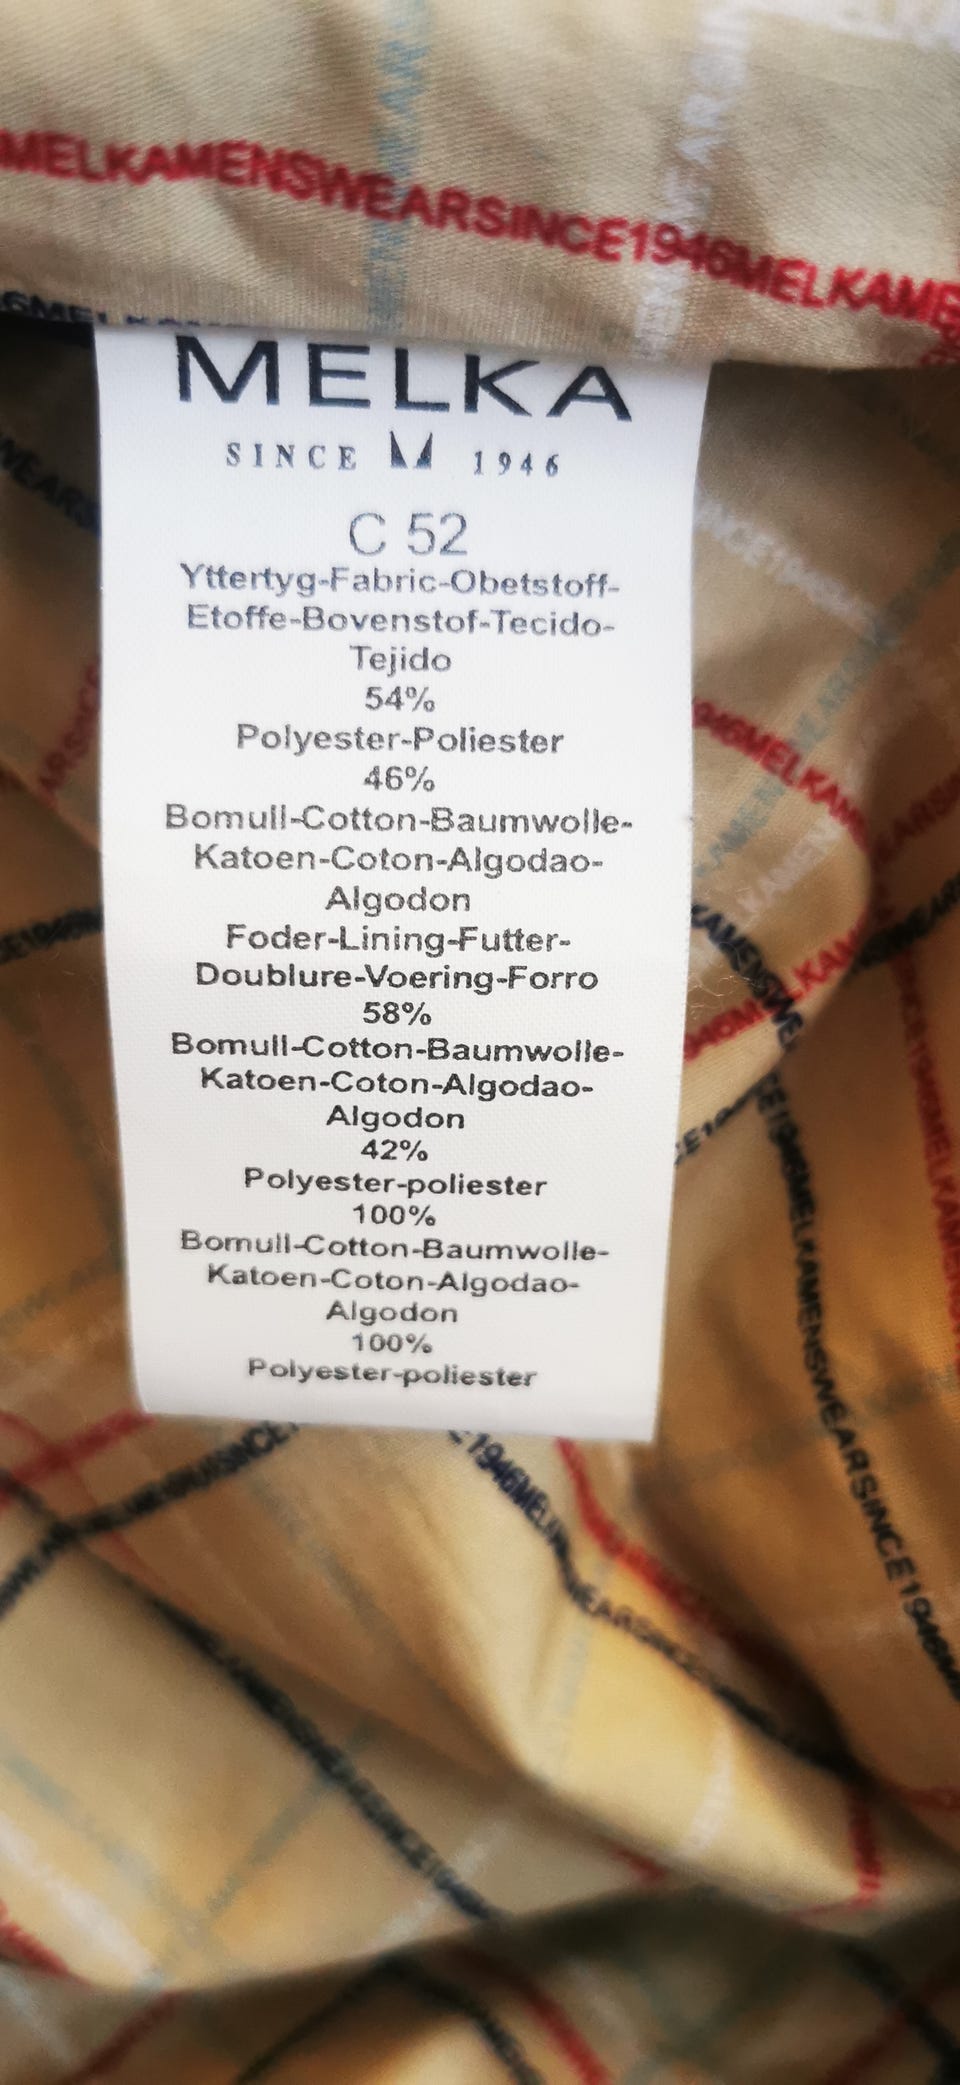 MELKAMENSWEARSINCE1946MELKAME
MELKA
SINCE 1946
C 52
Yttertyg-Fabric-Obetstoff-
Etoffe-Bovenstof-Tecido-
Tejido
54%
Polyester-Poliester
46%
Bomull-Cotton-Baumwolle-
Katoen-Coton-Algodao-
Algodon
Foder-Lining-Futter-
Doublure-Voering-Forro
58%
Bomull-Cotton-Baumwolle-
Katoen-Coton-Algodao-
Algodon
42%
Polyester-poliester
100%
Bomull-Cotton-Baumwolle-
Katoen-Coton-Algodao-
Algodon
100%
Polyester-poliester